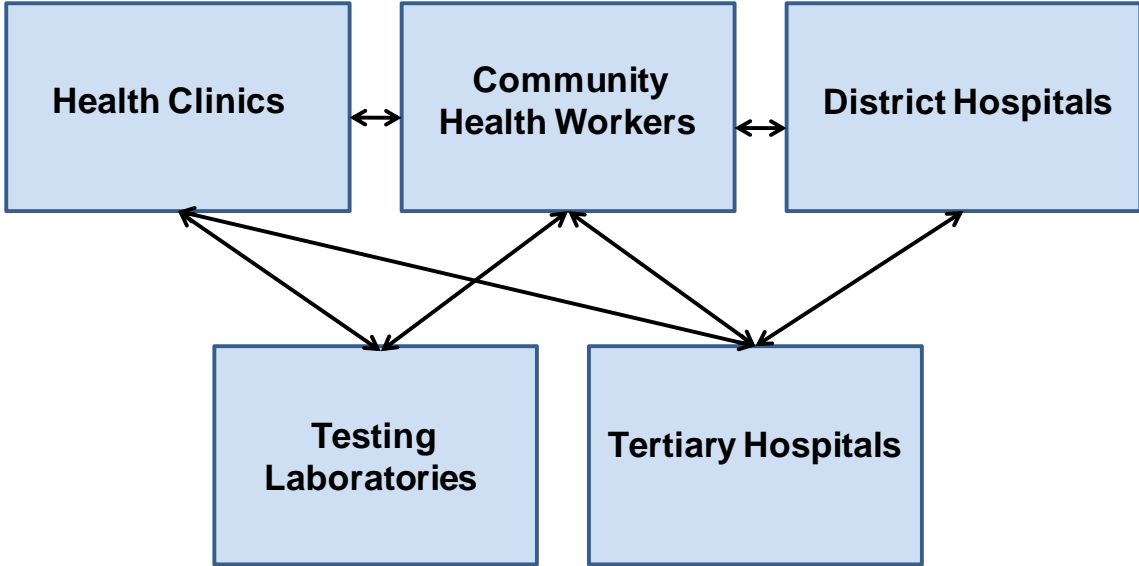 Health Clinics
Community
Health Workers
District Hospitals
Testing
Laboratories
Tertiary Hospitals